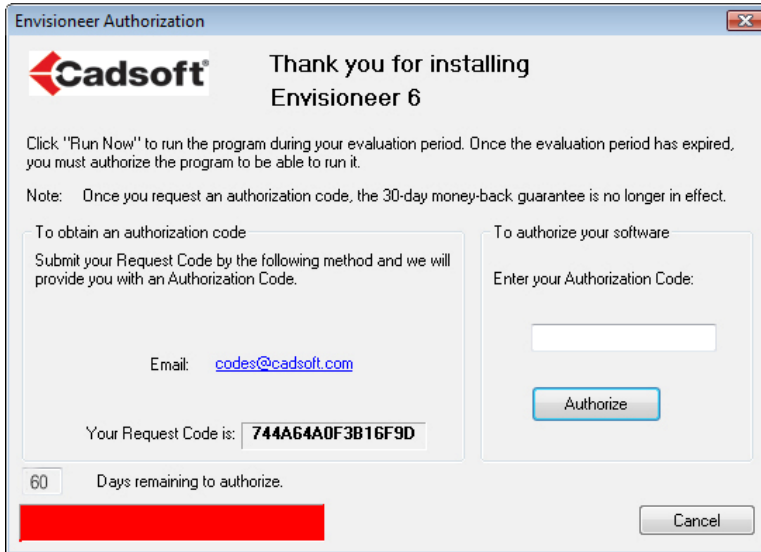 Envisioneer Authorization
Cadsoft
Thank you for installing
Envisioneer 6
Click "Run Now" to run the program during your evaluation period. Once the evaluation period has expired,
you must authorize the program to be able to run it.
Note: Once you request an authorization code, the 30-day money-back guarantee is no longer in effect.
To obtain an authorization code
Submit your Request Code by the following method and we will
provide you with an Authorization Code.
Email: codes@cadsoft.com
Your Request Code is: 744A64A0F3B16F9D
To authorize your software
Enter your Authorization Code:
Authorize
60 Days remaining to authorize.
Cancel